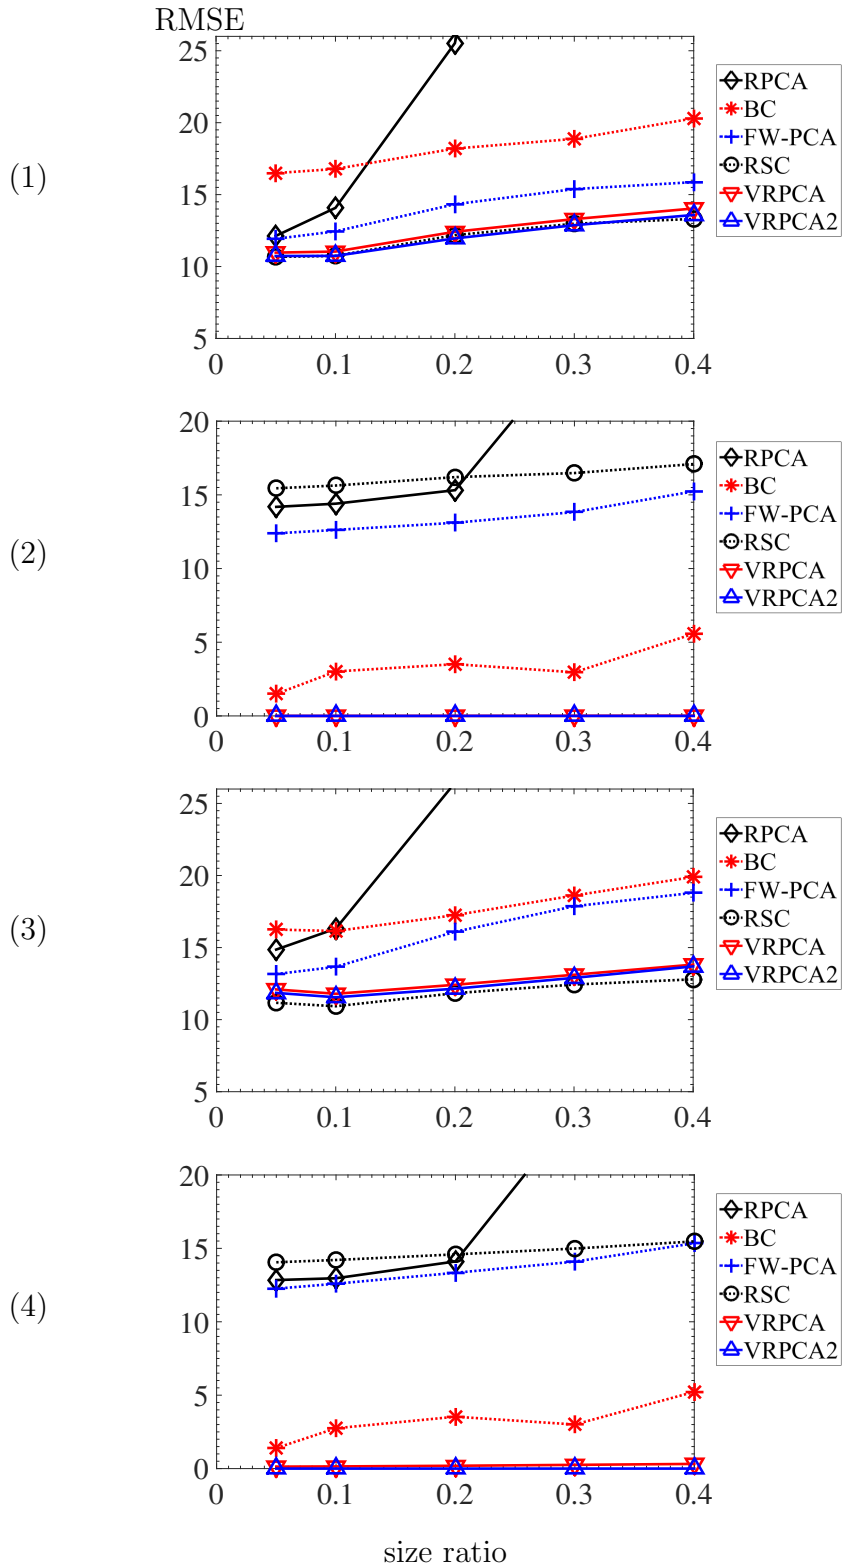 RMSE
(1)
25
20
15
10
5
0
0.1
0.2
0.3
0.4
RPCA
BC
FW-PCA
RSC
VRPCA
VRPCA2
(2)
20
15
10
5
0
0
0.1
0.2
0.3
0.4
RPCA
BC
FW-PCA
RSC
VRPCA
VRPCA2
(3)
25
20
15
10
5
0
0.1
0.2
0.3
0.4
RPCA
BC
FW-PCA
RSC
VRPCA
VRPCA2
(4)
20
15
10
5
0
0
0.1
0.2
0.3
0.4
RPCA
BC
FW-PCA
RSC
VRPCA
VRPCA2
size ratio